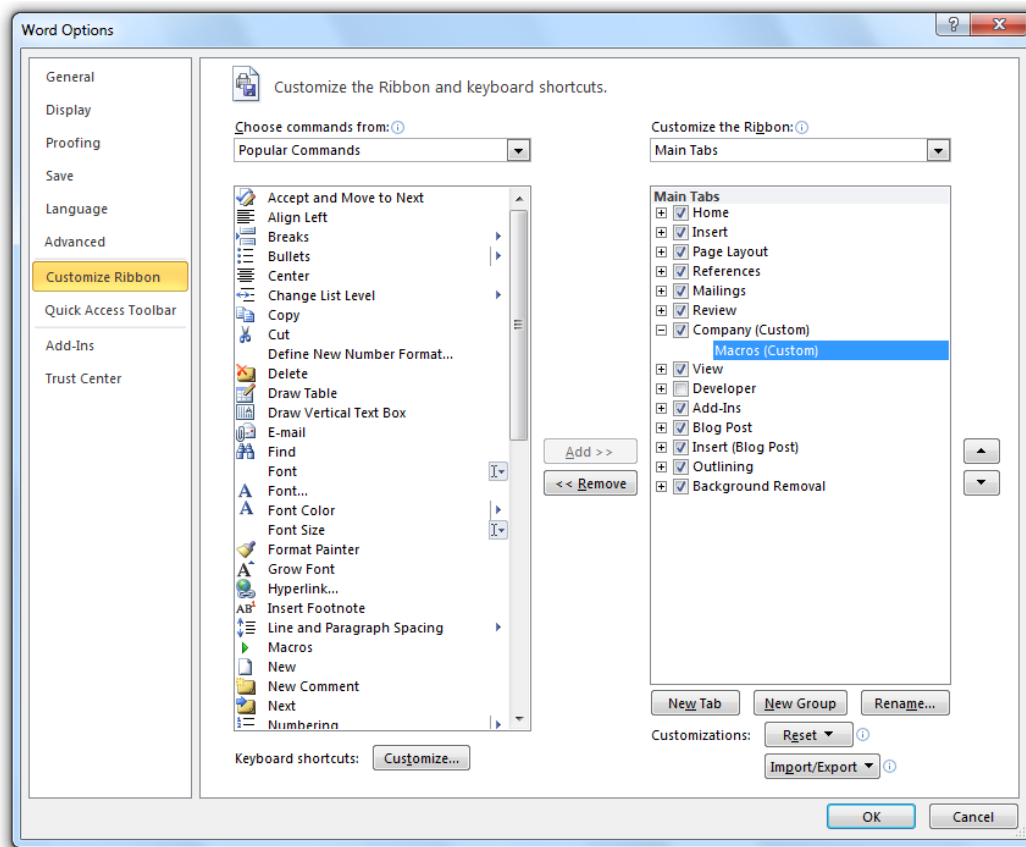 Word Options
General
Display
Proofing
Save
Language
Advanced
Customize Ribbon
Quick Access Toolbar
Add-Ins
Trust Center
Customize the Ribbon and keyboard shortcuts.
Choose commands from:
Popular Commands
Accept and Move to Next
Align Left
Breaks
Bullets
Center
Change List Level
Copy
Cut
Define New Number Format...
Delete
Draw Table
Draw Vertical Text Box
E-mail
Find
Font
Font...
Font Color
Font Size
Format Painter
Grow Font
Hyperlink...
Insert Footnote
Line and Paragraph Spacing
Macros
New
New Comment
Next
Numbering
Keyboard shortcuts: Customize...
Add >>
<< Remove
Customize the Ribbon:
Main Tabs
Main Tabs
Home
Insert
Page Layout
References
Mailings
Review
Company (Custom)
Macros (Custom)
View
Developer
Add-Ins
Blog Post
Insert (Blog Post)
Outlining
Background Removal
New Tab New Group Rename...
Customizations: Reset
Import/Export
OK Cancel